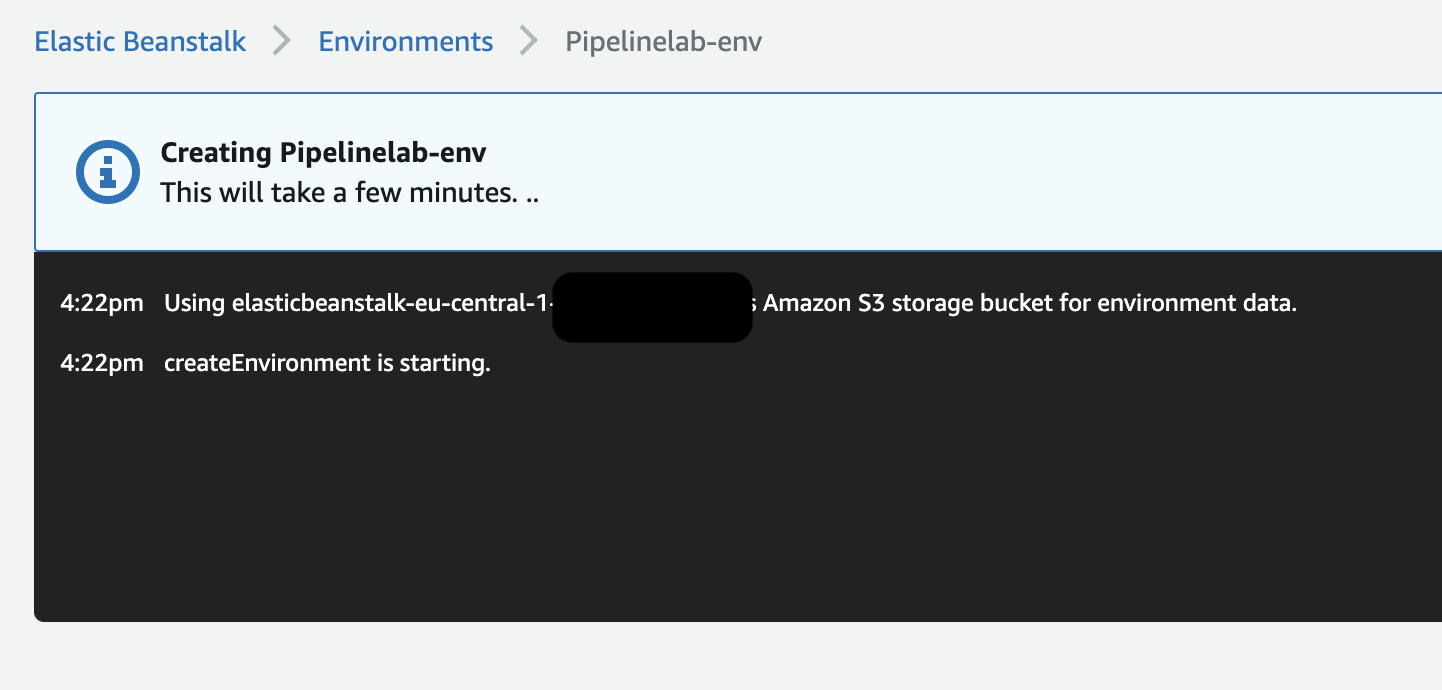 Elastic Beanstalk > Environments > Pipelinelab-env
Creating Pipelinelab-env
This will take a few minutes. ..
4:22pm Using elasticbeanstalk-eu-central-1- Amazon S3 storage bucket for environment data.
4:22pm createEnvironment is starting.